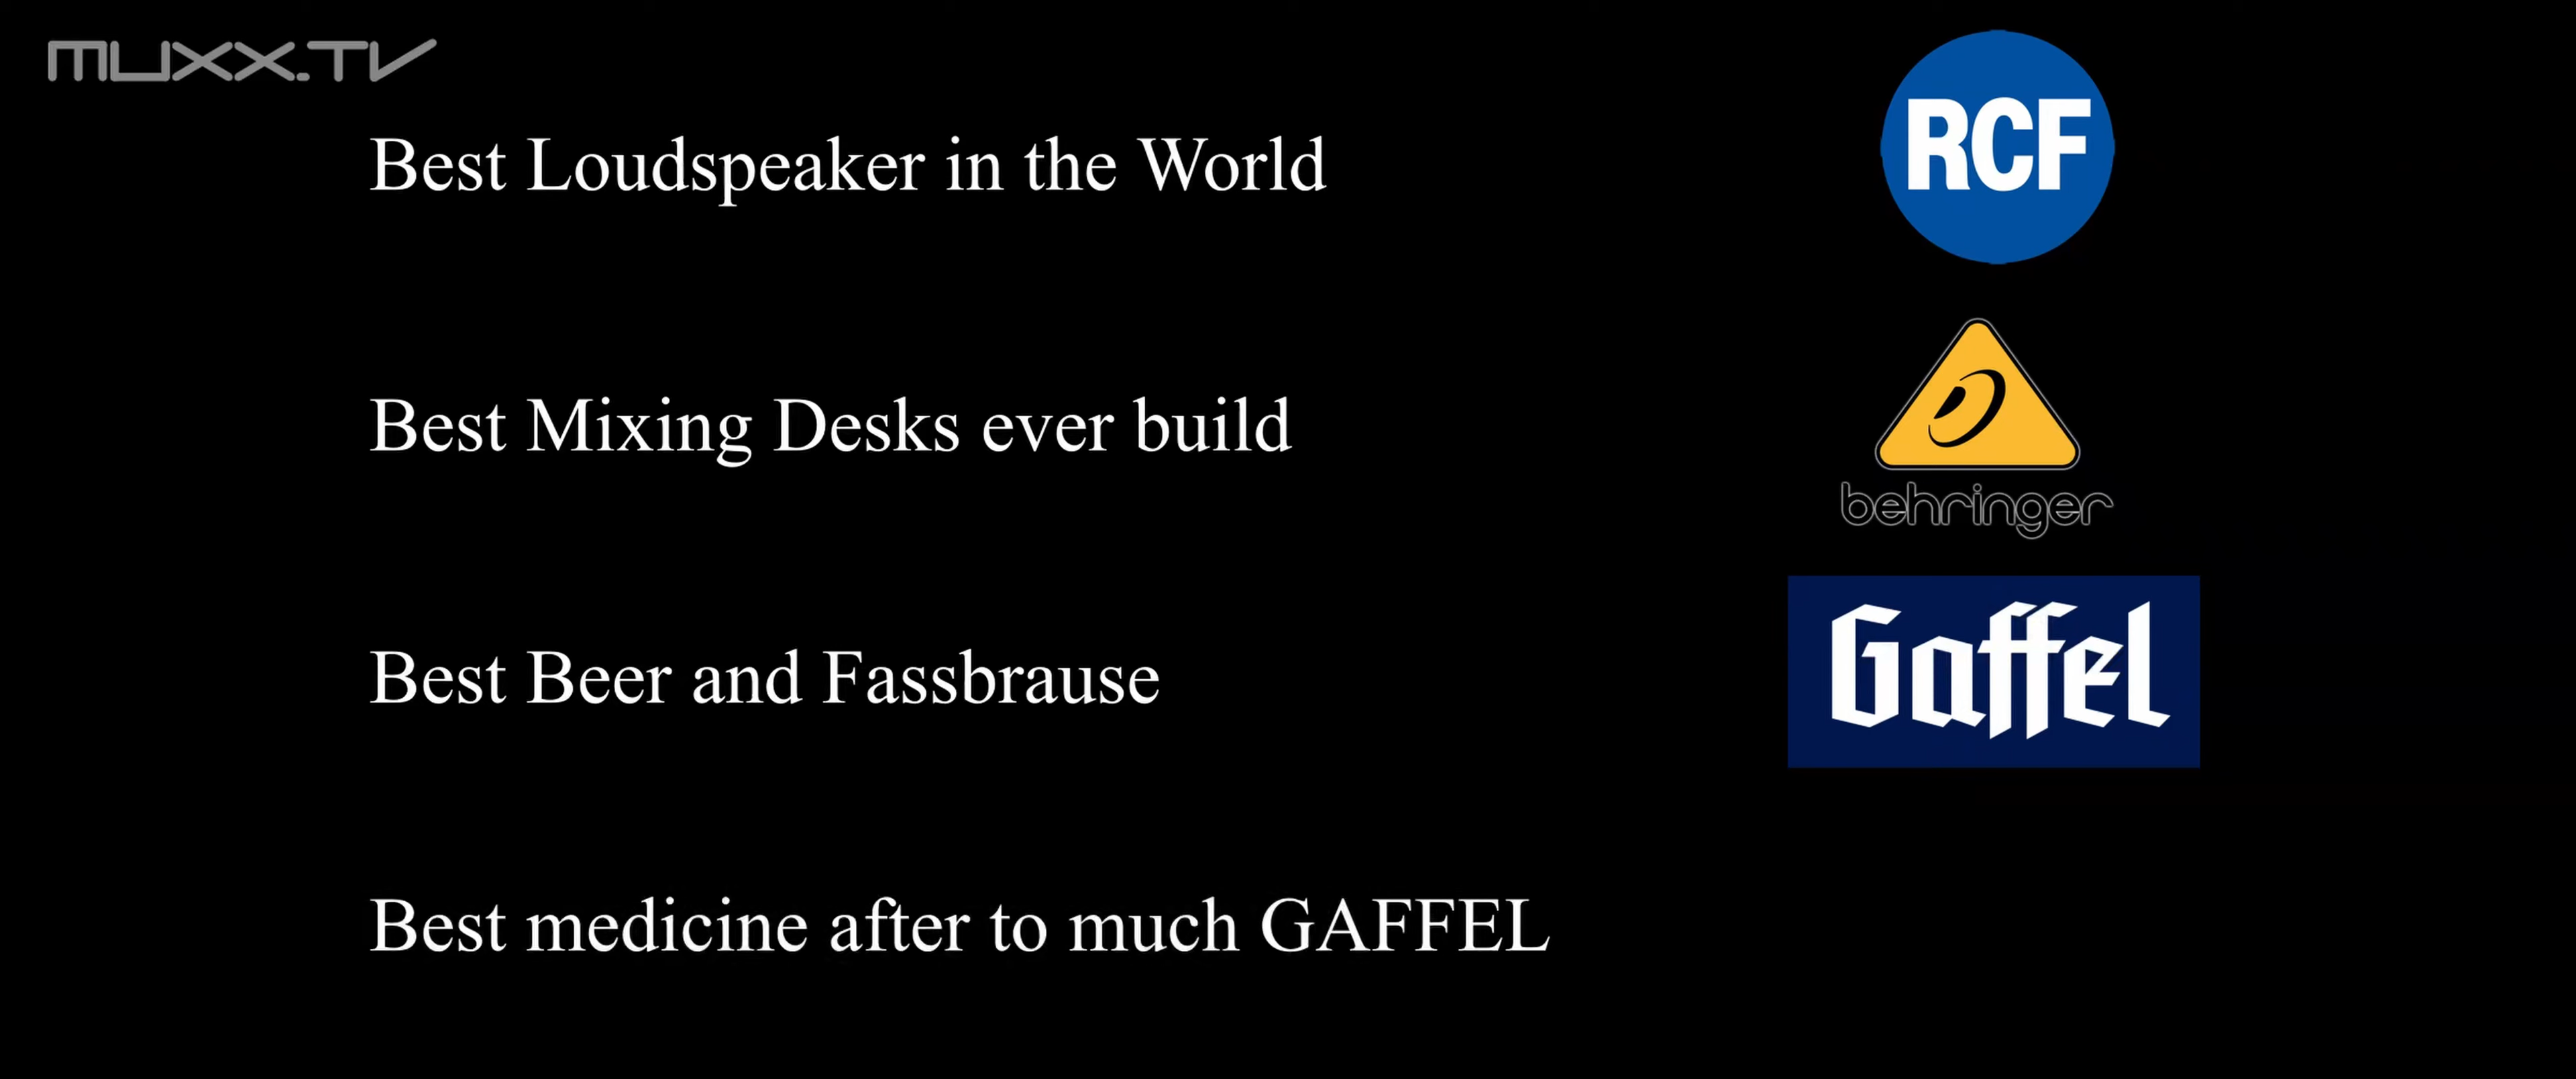 MUXX.TV
Best Loudspeaker in the World
RCF
Best Mixing Desks ever build
behringer
Best Beer and Fassbrause
Gaffel
Best medicine after to much GAFFEL